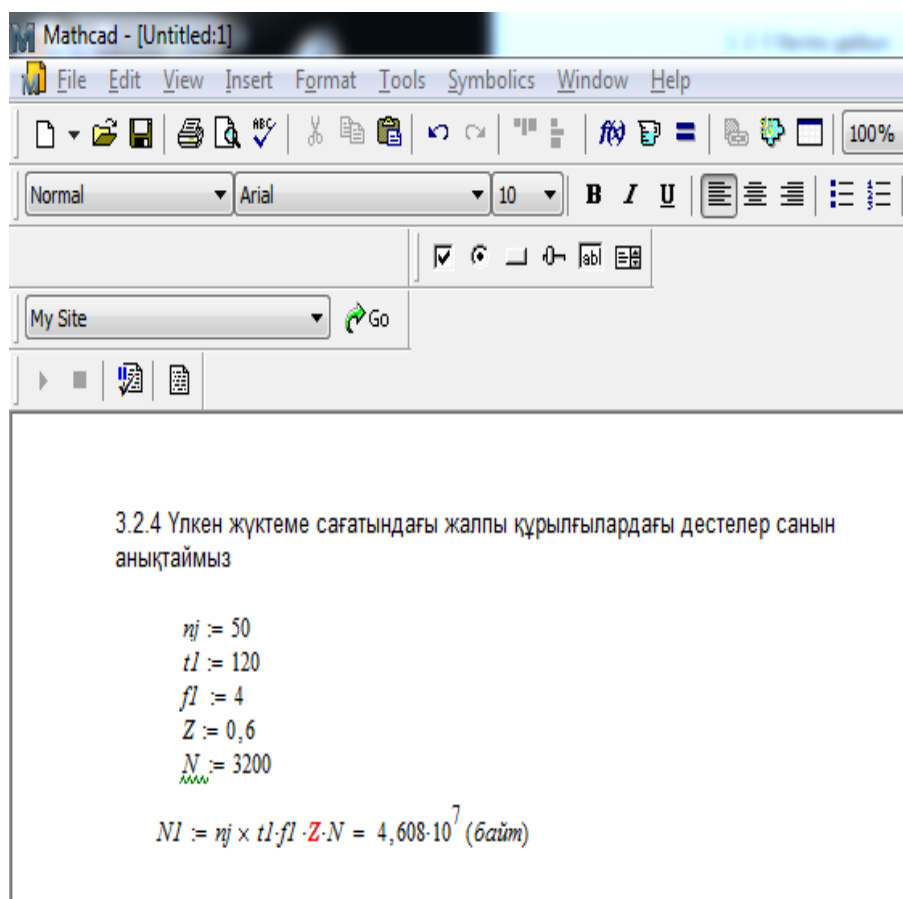 Mathcad - [Untitled:1]
File Edit View Insert Format Tools Symbolics Window Help
100%
Normal Arial 10 B I U
My Site Go
3.2.4 Үлкен жүктеме сағатындағы жалпы құрылғылардағы дестелер санын
анықтаймыз
nj := 50
t1 := 120
f1 := 4
Z := 0,6
N := 3200
N1 := nj × t1·f1 ·Z·N = 4,608·10⁷ (байт)